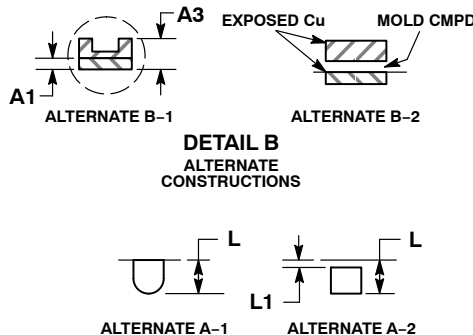 A3
EXPOSED Cu
MOLD CMPD
A1
ALTERNATE B–1
ALTERNATE B–2
DETAIL B
ALTERNATE
CONSTRUCTIONS
L
L
L1
ALTERNATE A–1
ALTERNATE A–2